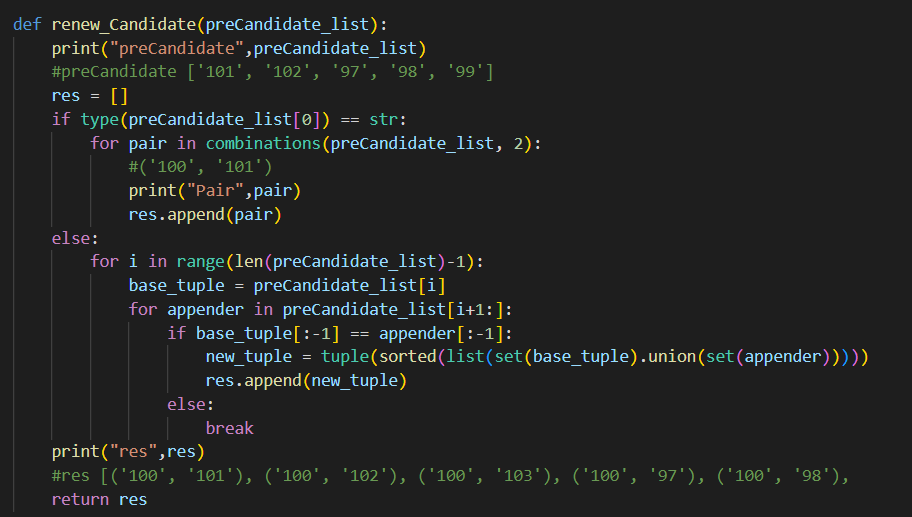 def renew_Candidate(preCandidate_list):
    print("preCandidate",preCandidate_list)
    #preCandidate ['101', '102', '97', '98', '99']
    res = []
    if type(preCandidate_list[0]) == str:
        for pair in combinations(preCandidate_list, 2):
            #('100', '101')
            print("Pair",pair)
            res.append(pair)
    else:
        for i in range(len(preCandidate_list)-1):
            base_tuple = preCandidate_list[i]
            for appender in preCandidate_list[i+1:]:
                if base_tuple[:-1] == appender[:-1]:
                    new_tuple = tuple(sorted(list(set(base_tuple).union(set(appender)))))
                    res.append(new_tuple)
                else:
                    break
    print("res",res)
    #res [('100', '101'), ('100', '102'), ('100', '103'), ('100', '97'), ('100', '98'),
    return res